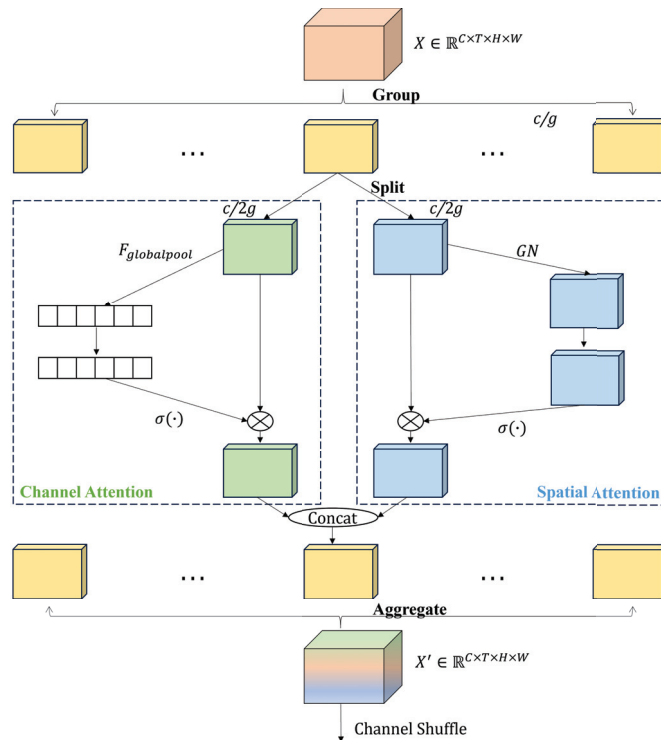 X ∈ ℝ^{C×T×H×W}
Group
c/g
... ...
Split
c/2g c/2g
F_{globalpool} GN
σ(·) σ(·)
Channel Attention Spatial Attention
Concat
... ...
Aggregate
X′ ∈ ℝ^{C×T×H×W}
Channel Shuffle